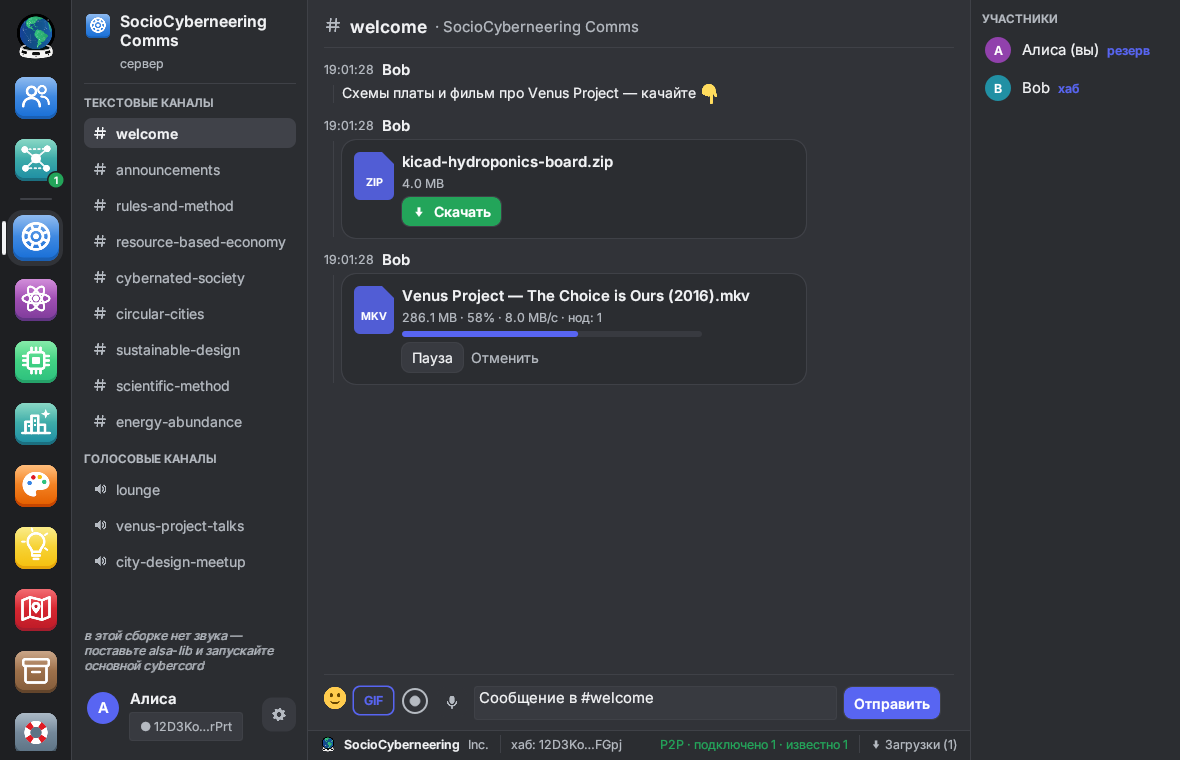 1
SocioCyberneering
Comms
сервер
ТЕКСТОВЫЕ КАНАЛЫ
# welcome
# announcements
# rules-and-method
# resource-based-economy
# cybernated-society
# circular-cities
# sustainable-design
# scientific-method
# energy-abundance
ГОЛОСОВЫЕ КАНАЛЫ
lounge
venus-project-talks
city-design-meetup
в этой сборке нет звука —
поставьте alsa-lib и запускайте
основной cybercord
A Алиса
12D3Ko...rPrt
# welcome · SocioCyberneering Comms
19:01:28 Bob
Схемы платы и фильм про Venus Project — качайте 👇
19:01:28 Bob
ZIP
kicad-hydroponics-board.zip
4.0 MB
Скачать
19:01:28 Bob
MKV
Venus Project — The Choice is Ours (2016).mkv
286.1 MB · 58% · 8.0 MB/c · нод: 1
Пауза Отменить
GIF Сообщение в #welcome Отправить
SocioCyberneering Inc. хаб: 12D3Ko...FGpj P2P · подключено 1 · известно 1 Загрузки (1)
УЧАСТНИКИ
A Алиса (вы) резерв
B Bob хаб